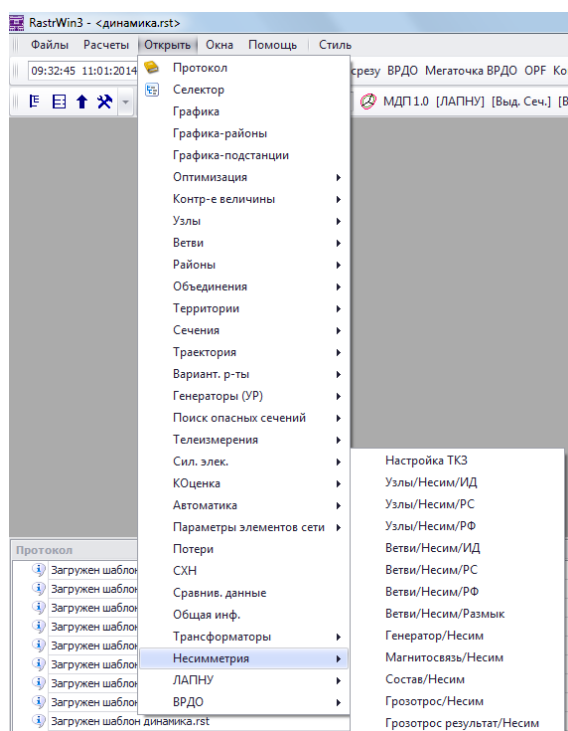 RastrWin3 - <динамика.rst>
Файлы Расчеты Открыть Окна Помощь Стиль
09:32:45 11:01:2014
срезу ВРДО Мегаточка ВРДО OPF
МДП 1.0 [ЛАПНУ] [Выд. Сеч.]
Протокол
Селектор
Графика
Графика-районы
Графика-подстанции
Оптимизация
Контр-е величины
Узлы
Ветви
Районы
Объединения
Территории
Сечения
Траектория
Вариант. р-ты
Генераторы (УР)
Поиск опасных сечений
Телеизмерения
Сил. элек.
КОценка
Автоматика
Параметры элементов сети
Потери
СХН
Сравнив. данные
Общая инф.
Трансформаторы
Несимметрия
ЛАПНУ
ВРДО
Настройка ТКЗ
Узлы/Несим/ИД
Узлы/Несим/РС
Узлы/Несим/РФ
Ветви/Несим/ИД
Ветви/Несим/РС
Ветви/Несим/РФ
Ветви/Несим/Размык
Генератор/Несим
Магнитосвязь/Несим
Состав/Несим
Грозотрос/Несим
Грозотрос результат/Несим
Протокол
Загружен шаблон
Загружен шаблон
Загружен шаблон
Загружен шаблон
Загружен шаблон
Загружен шаблон
Загружен шаблон
Загружен шаблон
Загружен шаблон динамика.rst